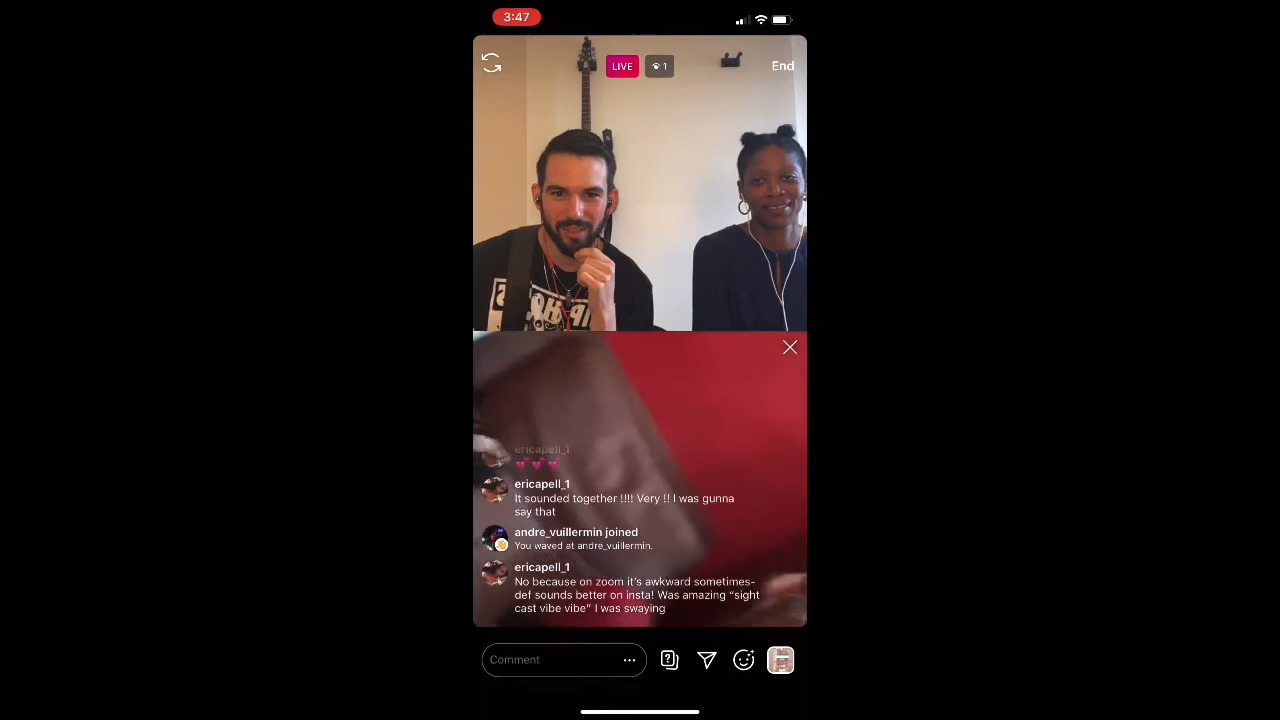 3:47
LIVE
1
End
ericapell_1
ericapell_1
It sounded together !!!! Very !! I was gunna
say that
andre_vuillermin joined
You waved at andre_vuillermin.
ericapell_1
No because on zoom it's awkward sometimes-
def sounds better on insta! Was amazing “sight
cast vibe vibe” I was swaying
Comment